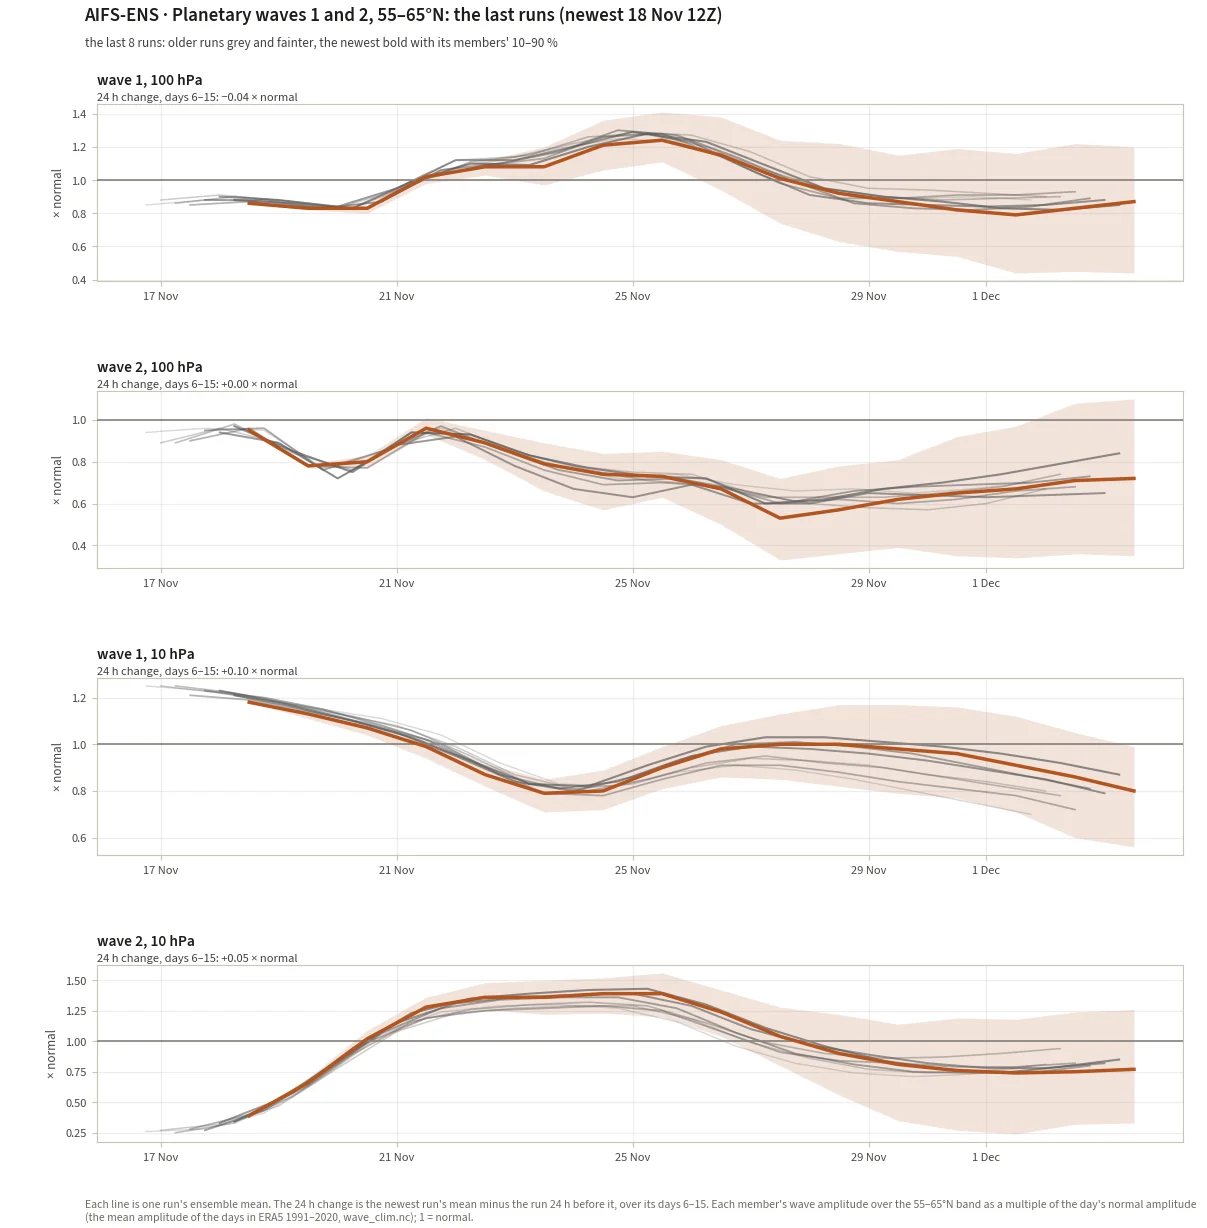 AIFS-ENS · Planetary waves 1 and 2, 55–65°N: the last runs (newest 18 Nov 12Z)
the last 8 runs: older runs grey and fainter, the newest bold with its members' 10–90 %
wave 1, 100 hPa
24 h change, days 6–15: −0.04 × normal
1.4
1.2
1.0
0.8
0.6
0.4
× normal
17 Nov 21 Nov 25 Nov 29 Nov 1 Dec
wave 2, 100 hPa
24 h change, days 6–15: +0.00 × normal
1.0
0.8
0.6
0.4
× normal
17 Nov 21 Nov 25 Nov 29 Nov 1 Dec
wave 1, 10 hPa
24 h change, days 6–15: +0.10 × normal
1.2
1.0
0.8
0.6
× normal
17 Nov 21 Nov 25 Nov 29 Nov 1 Dec
wave 2, 10 hPa
24 h change, days 6–15: +0.05 × normal
1.50
1.25
1.00
0.75
0.50
0.25
× normal
17 Nov 21 Nov 25 Nov 29 Nov 1 Dec
Each line is one run's ensemble mean. The 24 h change is the newest run's mean minus the run 24 h before it, over its days 6–15. Each member's wave amplitude over the 55–65°N band as a multiple of the day's normal amplitude
(the mean amplitude of the days in ERA5 1991–2020, wave_clim.nc); 1 = normal.